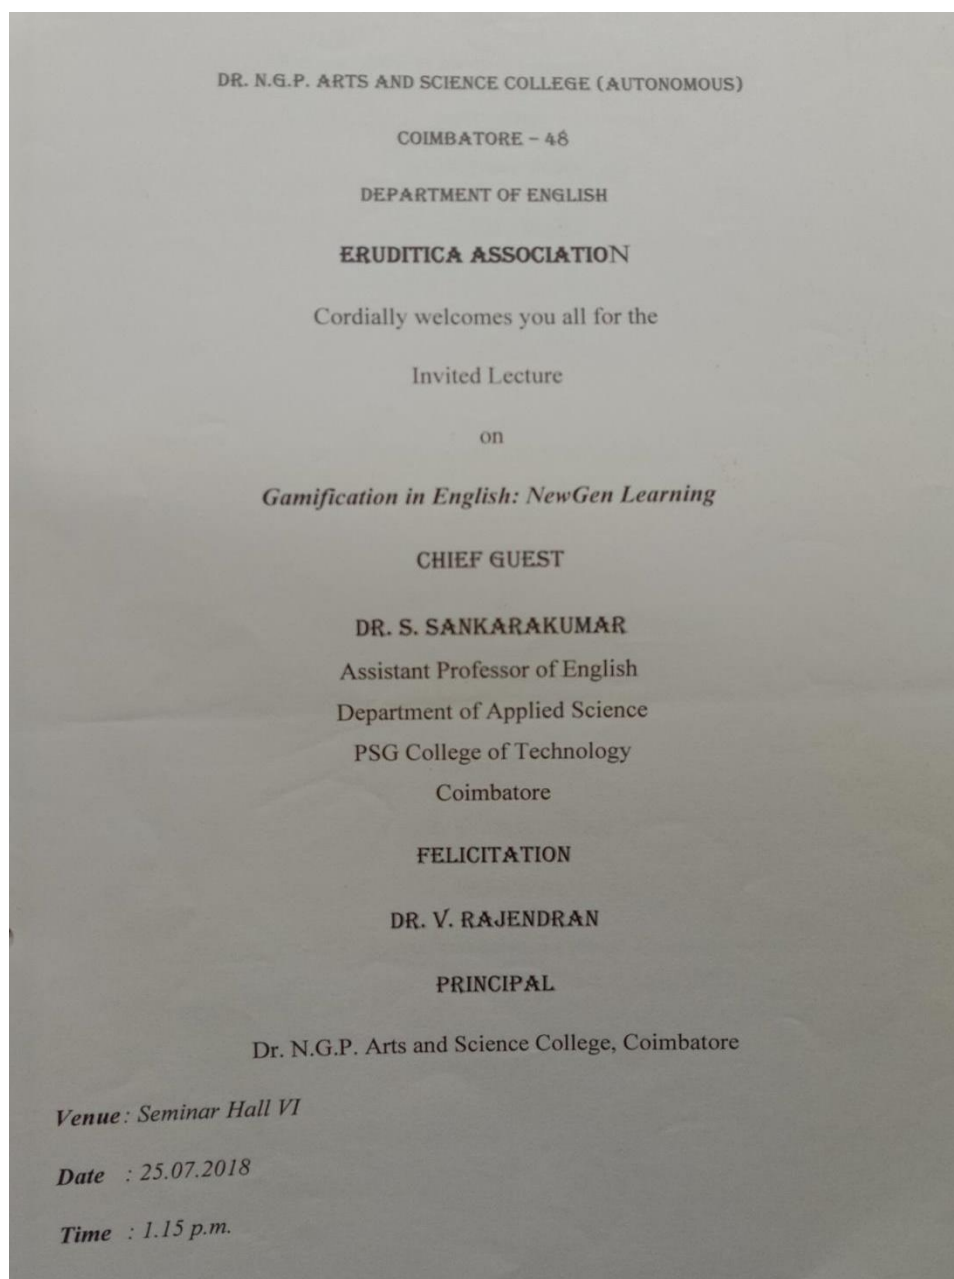 DR. N.G.P. ARTS AND SCIENCE COLLEGE (AUTONOMOUS)
COIMBATORE – 48
DEPARTMENT OF ENGLISH
ERUDITICA ASSOCIATION
Cordially welcomes you all for the
Invited Lecture
on
Gamification in English: NewGen Learning
CHIEF GUEST
DR. S. SANKARAKUMAR
Assistant Professor of English
Department of Applied Science
PSG College of Technology
Coimbatore
FELICITATION
DR. V. RAJENDRAN
PRINCIPAL
Dr. N.G.P. Arts and Science College, Coimbatore
Venue : Seminar Hall VI
Date : 25.07.2018
Time : 1.15 p.m.